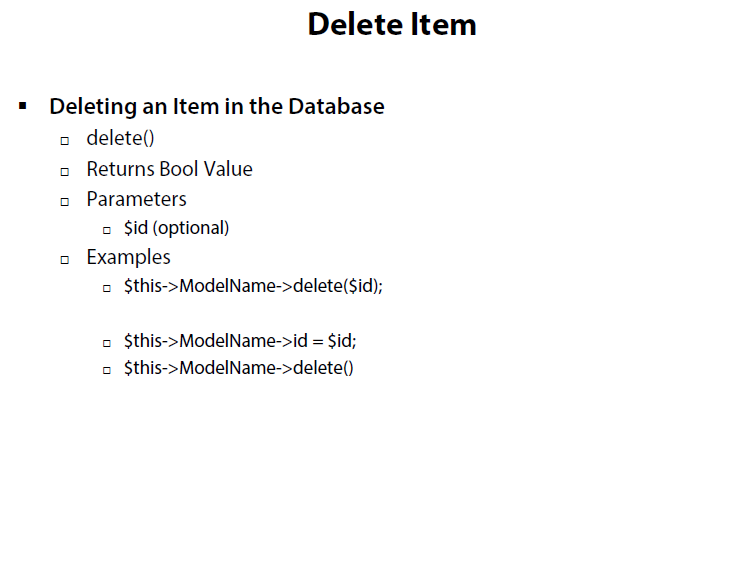 Delete Item
Deleting an Item in the Database
delete()
Returns Bool Value
Parameters
$id (optional)
Examples
$this->ModelName->delete($id);
$this->ModelName->id = $id;
$this->ModelName->delete()